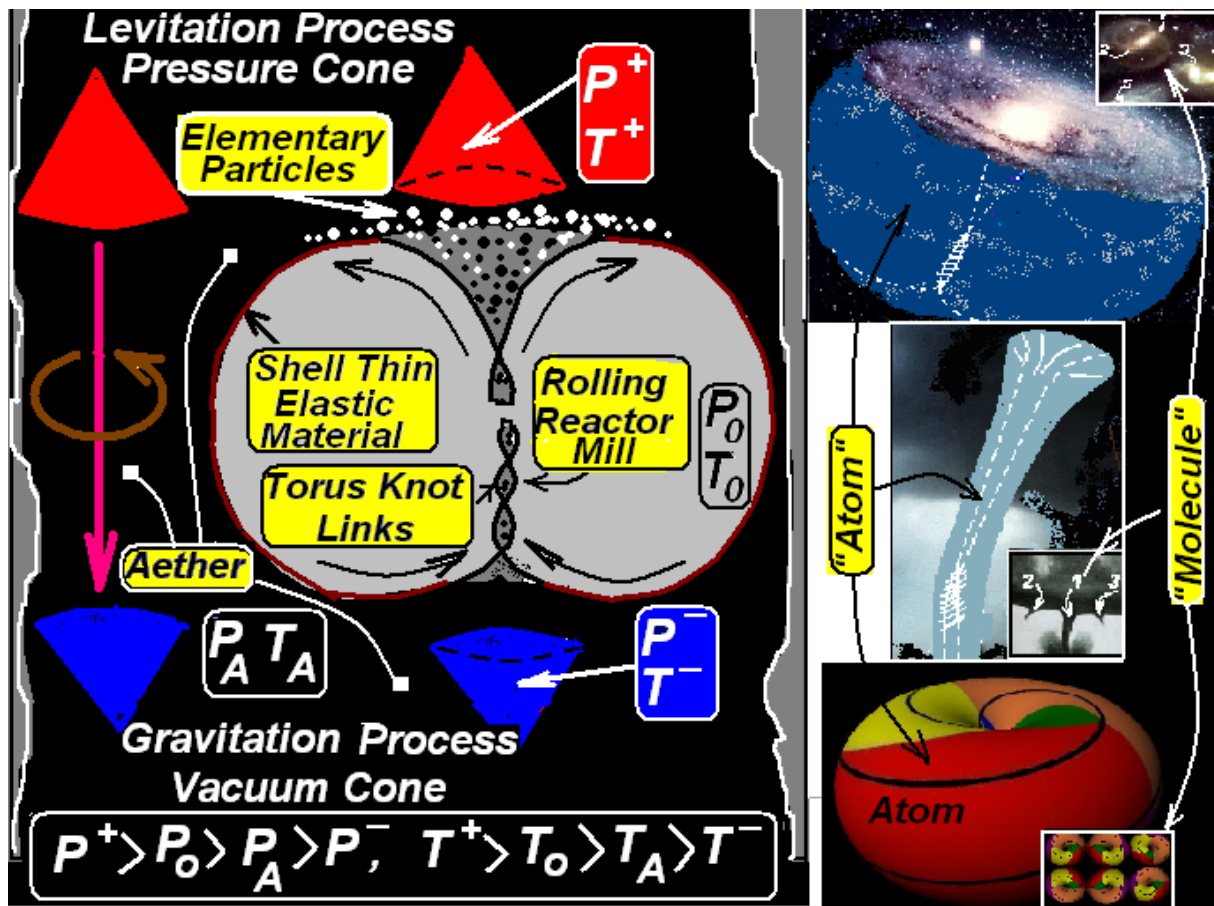 Levitation Process
Pressure Cone
P+
T+
Elementary
Particles
Shell Thin
Elastic
Material
Rolling
Reactor
Mill
P0
T0
Torus Knot
Links
Aether
PA TA
P−
T−
Gravitation Process
Vacuum Cone
P+>P0>PA>P−, T+>T0>TA>T−
"Atom"
"Molecule"
2 1 3
Atom